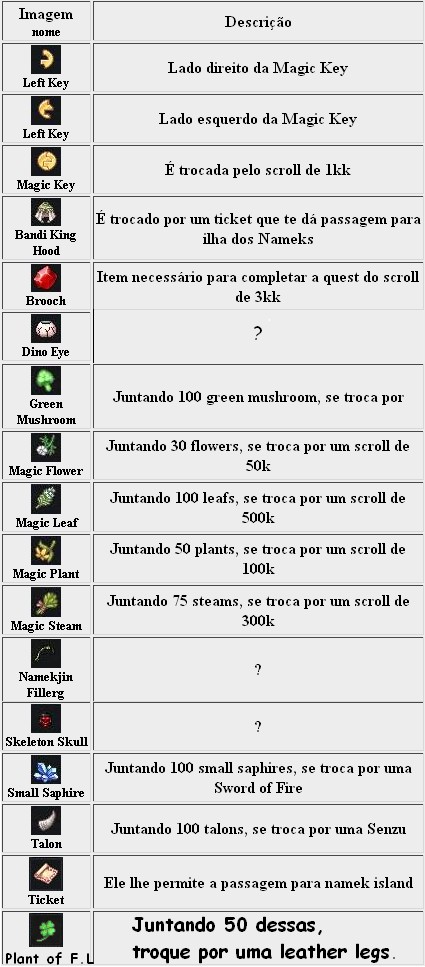 Imagem
nome
Descrição
Left Key
Lado direito da Magic Key
Left Key
Lado esquerdo da Magic Key
Magic Key
É trocada pelo scroll de 1kk
Bandi King
Hood
É trocado por um ticket que te dá passagem para
ilha dos Nameks
Brooch
Item necessário para completar a quest do scroll
de 3kk
Dino Eye
?
Green
Mushroom
Juntando 100 green mushroom, se troca por
Magic Flower
Juntando 30 flowers, se troca por um scroll de
50k
Magic Leaf
Juntando 100 leafs, se troca por um scroll de
500k
Magic Plant
Juntando 50 plants, se troca por um scroll de
100k
Magic Steam
Juntando 75 steams, se troca por um scroll de
300k
Namekjin
Fillerg
?
Skeleton Skull
?
Small Saphire
Juntando 100 small saphires, se troca por uma
Sword of Fire
Talon
Juntando 100 talons, se troca por uma Senzu
Ticket
Ele lhe permite a passagem para namek island
Plant of F.L
Juntando 50 dessas,
troque por uma leather legs.